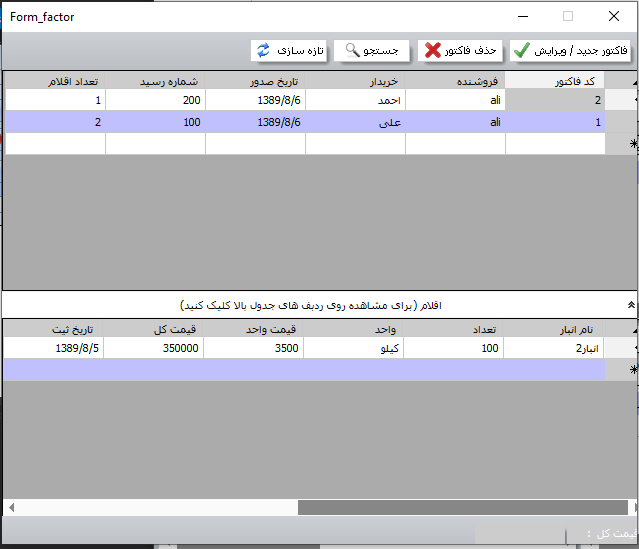 Form_factor
فاکتور جدید / ویرایش حذف فاکتور جستجو تازه سازی
کد فاکتور فروشنده خریدار تاریخ صدور شماره رسید تعداد اقلام
2 ali احمد 1389/8/6 200 1
1 ali علی 1389/8/6 100 2
اقلام (برای مشاهده روی ردیف های جدول بالا کلیک کنید)
نام انبار تعداد واحد قیمت واحد قیمت کل تاریخ ثبت
انبار2 100 کیلو 3500 350000 1389/8/5
قیمت کل :